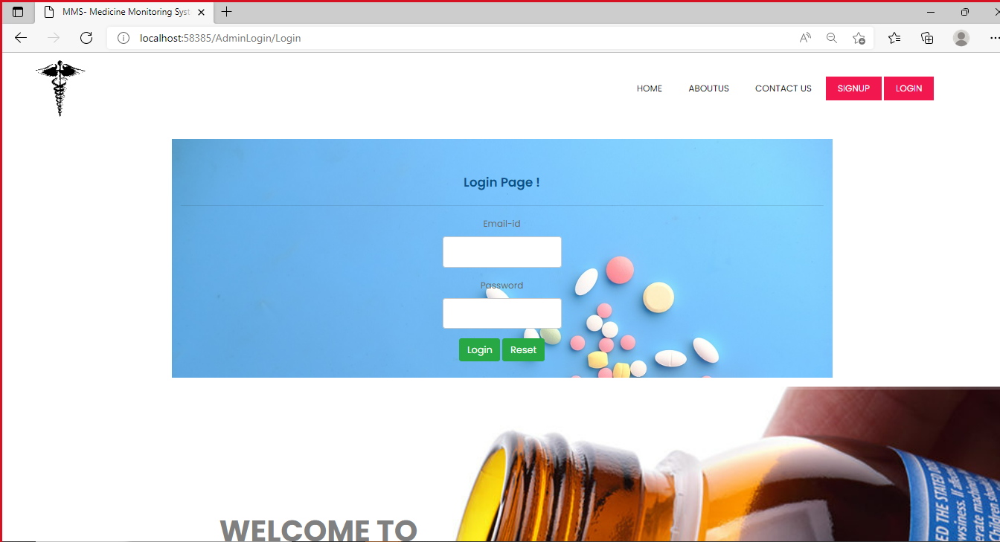 MMS- Medicine Monitoring Syst
localhost:58385/AdminLogin/Login
HOME ABOUTUS CONTACT US SIGNUP LOGIN
Login Page !
Email-id
Password
Login Reset
WELCOME TO
ED THE STATED
wsiness. If
erate machin
Children